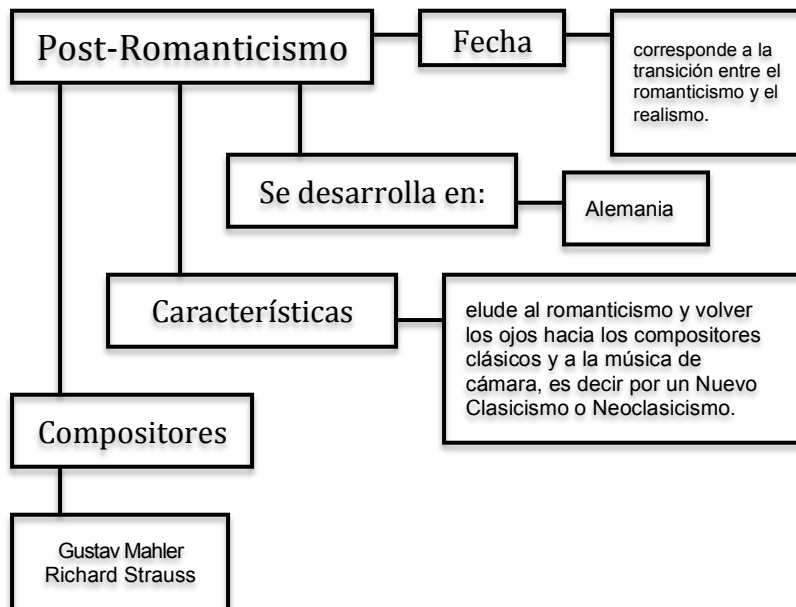 Post-Romanticismo
Fecha
corresponde a la
transición entre el
romanticismo y el
realismo.
Se desarrolla en:
Alemania
Caracterísficas
elude al romanticismo y volver
los ojos hacia los compositores
clásicos y a la música de
cámara, es decir por un Nuevo
Clasicismo o Neoclasicismo.
Compositores
Gustav Mahler
Richard Strauss